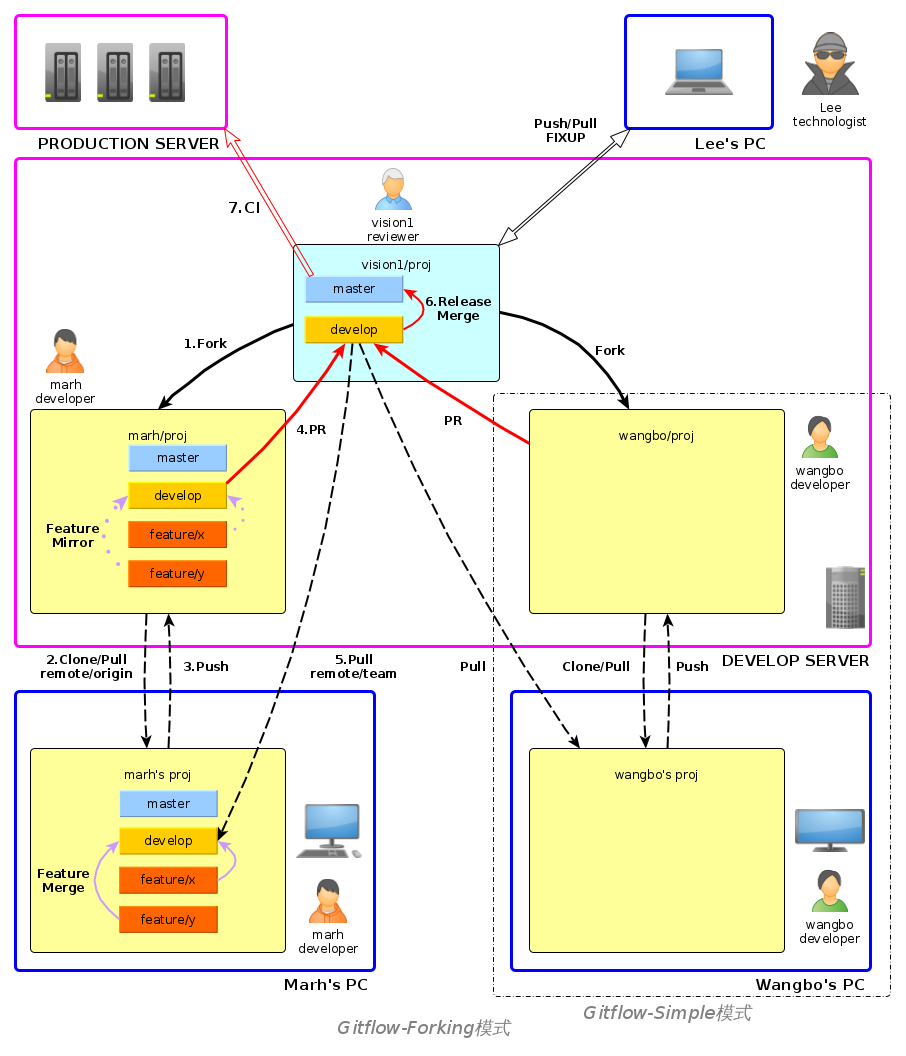 PRODUCTION SERVER
Push/Pull
FIXUP
Lee's PC
Lee
technologist
7.CI
vision1
reviewer
vision1/proj
master
develop
6.Release
Merge
1.Fork
Fork
marh
developer
4.PR
PR
marh/proj
master
develop
feature/x
feature/y
Feature
Mirror
wangbo/proj
wangbo
developer
DEVELOP SERVER
2.Clone/Pull
remote/origin
3.Push
5.Pull
remote/team
Pull
Clone/Pull
Push
marh's proj
master
develop
feature/x
feature/y
Feature
Merge
marh
developer
Marh's PC
wangbo's proj
wangbo
developer
Wangbo's PC
Gitflow-Simple模式
Gitflow-Forking模式